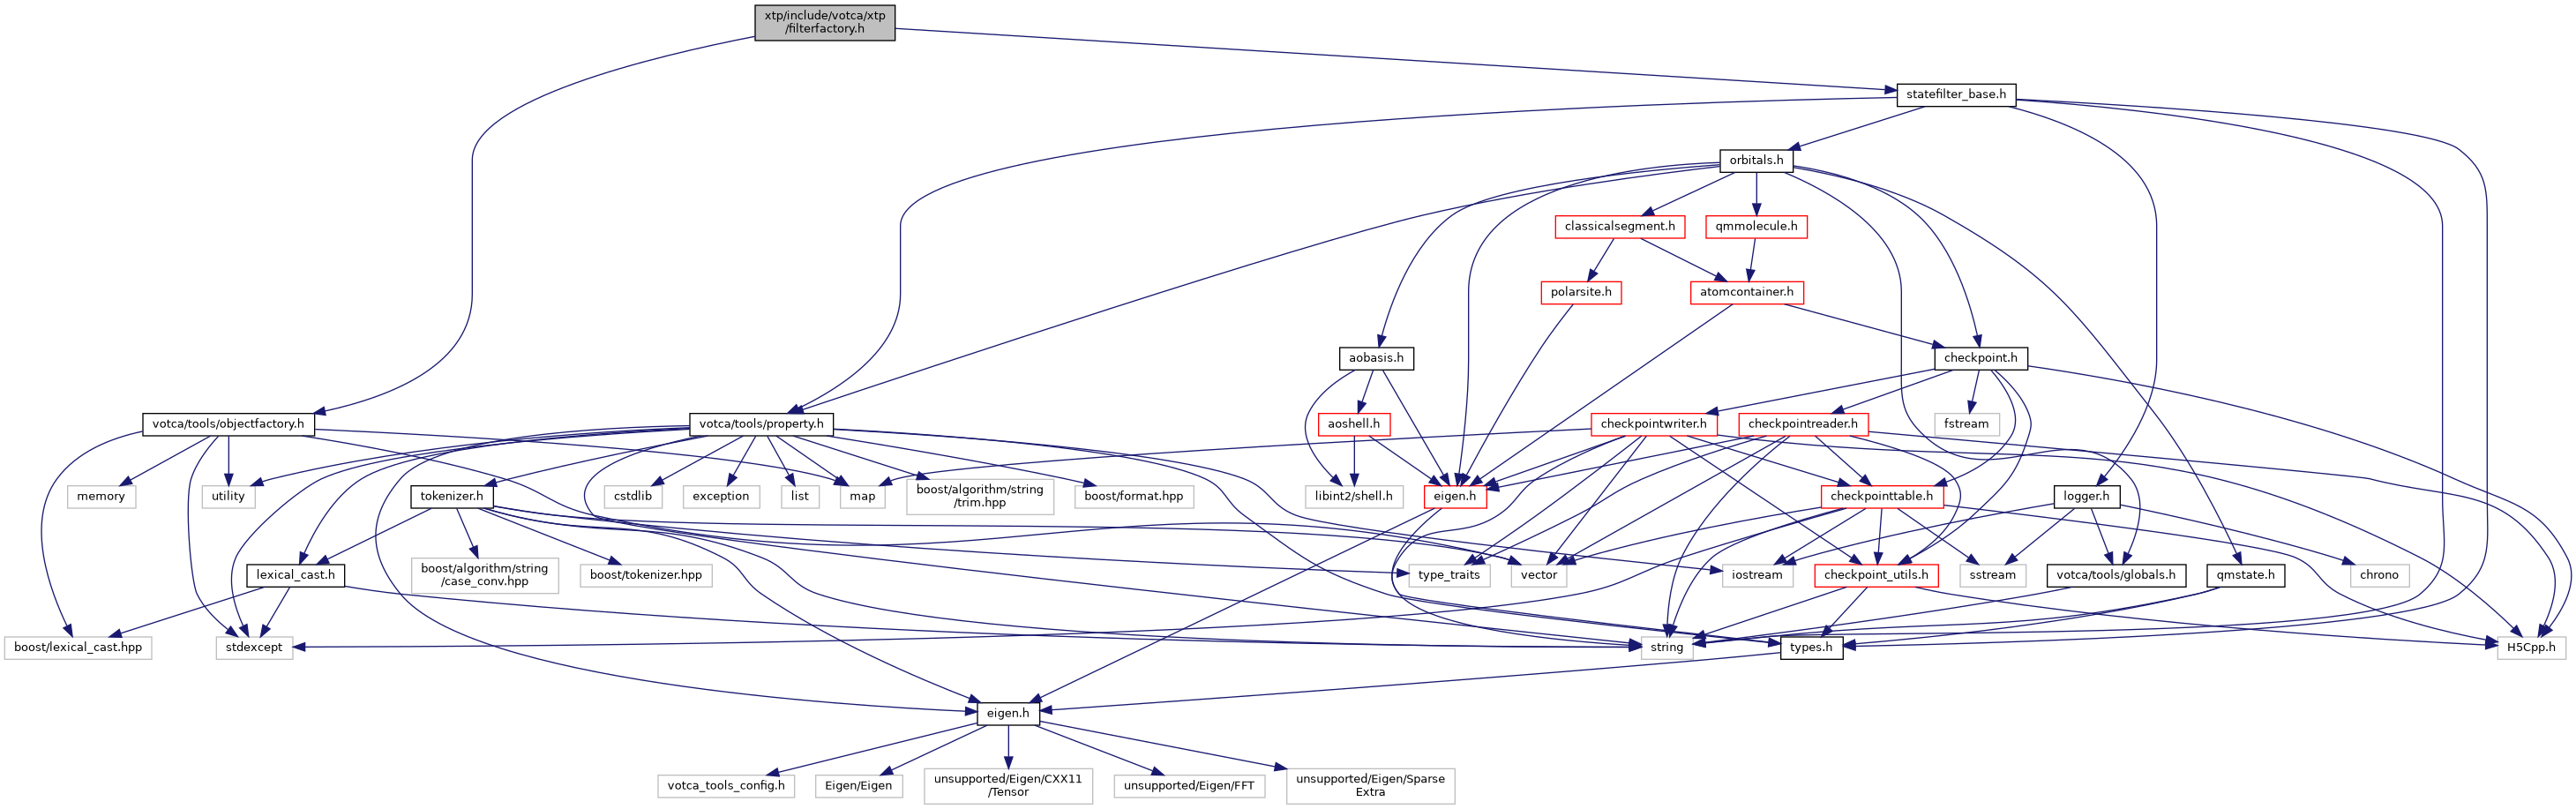 xtp/include/votca/xtp
/filterfactory.h
statefilter_base.h
orbitals.h
classicalsegment.h
qmmolecule.h
polarsite.h
atomcontainer.h
aobasis.h
checkpoint.h
votca/tools/objectfactory.h
votca/tools/property.h
aoshell.h
checkpointwriter.h
checkpointreader.h
fstream
memory
utility
tokenizer.h
cstdlib
exception
list
map
boost/algorithm/string
/trim.hpp
boost/format.hpp
libint2/shell.h
eigen.h
checkpointtable.h
logger.h
lexical_cast.h
boost/algorithm/string
/case_conv.hpp
boost/tokenizer.hpp
type_traits
vector
iostream
checkpoint_utils.h
sstream
votca/tools/globals.h
qmstate.h
chrono
boost/lexical_cast.hpp
stdexcept
string
types.h
H5Cpp.h
eigen.h
votca_tools_config.h
Eigen/Eigen
unsupported/Eigen/CXX11
/Tensor
unsupported/Eigen/FFT
unsupported/Eigen/Sparse
Extra